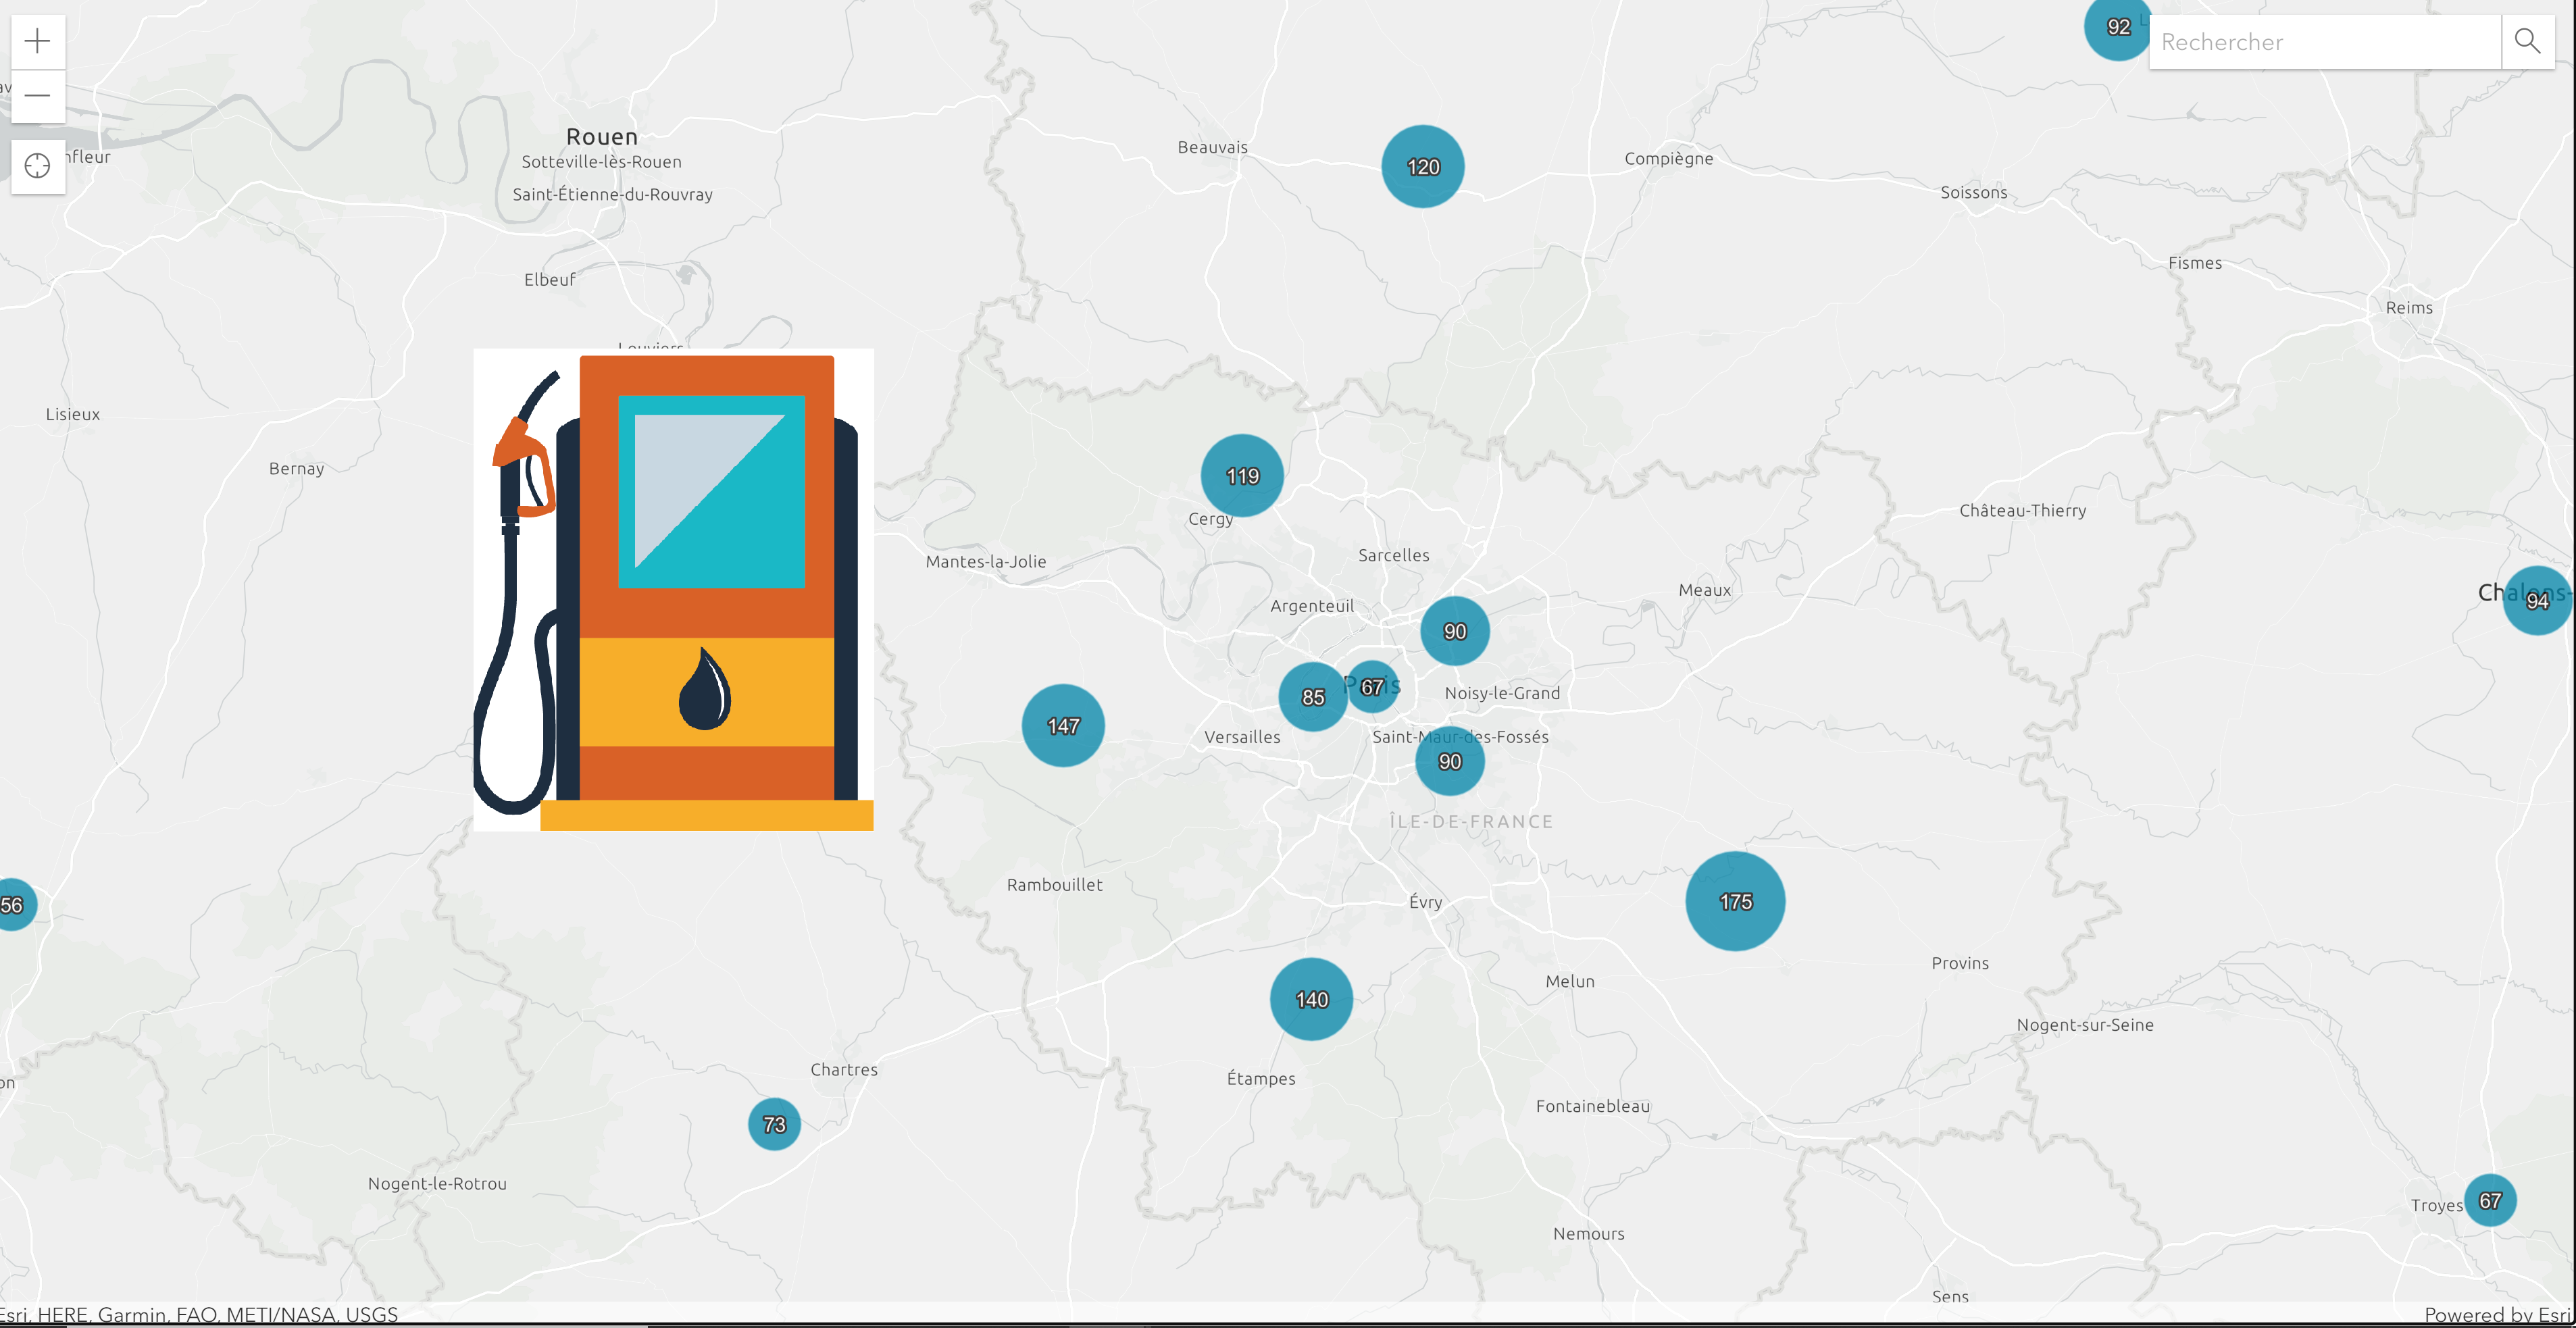 92
Rechercher
Rouen
Sotteville-lès-Rouen
Saint-Étienne-du-Rouvray
nfleur
Beauvais
120
Compiègne
Soissons
Elbeuf
Fismes
Reims
Louviers
Lisieux
Bernay
119
Cergy
Château-Thierry
Mantes-la-Jolie
Sarcelles
Meaux
Argenteuil
Chalons-
94
90
85
Paris
67
Noisy-le-Grand
147
Versailles
Saint-Maur-des-Fossés
90
ÎLE-DE-FRANCE
Rambouillet
56
Évry
175
Provins
Melun
140
Nogent-sur-Seine
Chartres
Étampes
on
Fontainebleau
73
Nogent-le-Rotrou
Troyes
67
Nemours
Sens
Esri, HERE, Garmin, FAO, METI/NASA, USGS
Powered by Esri